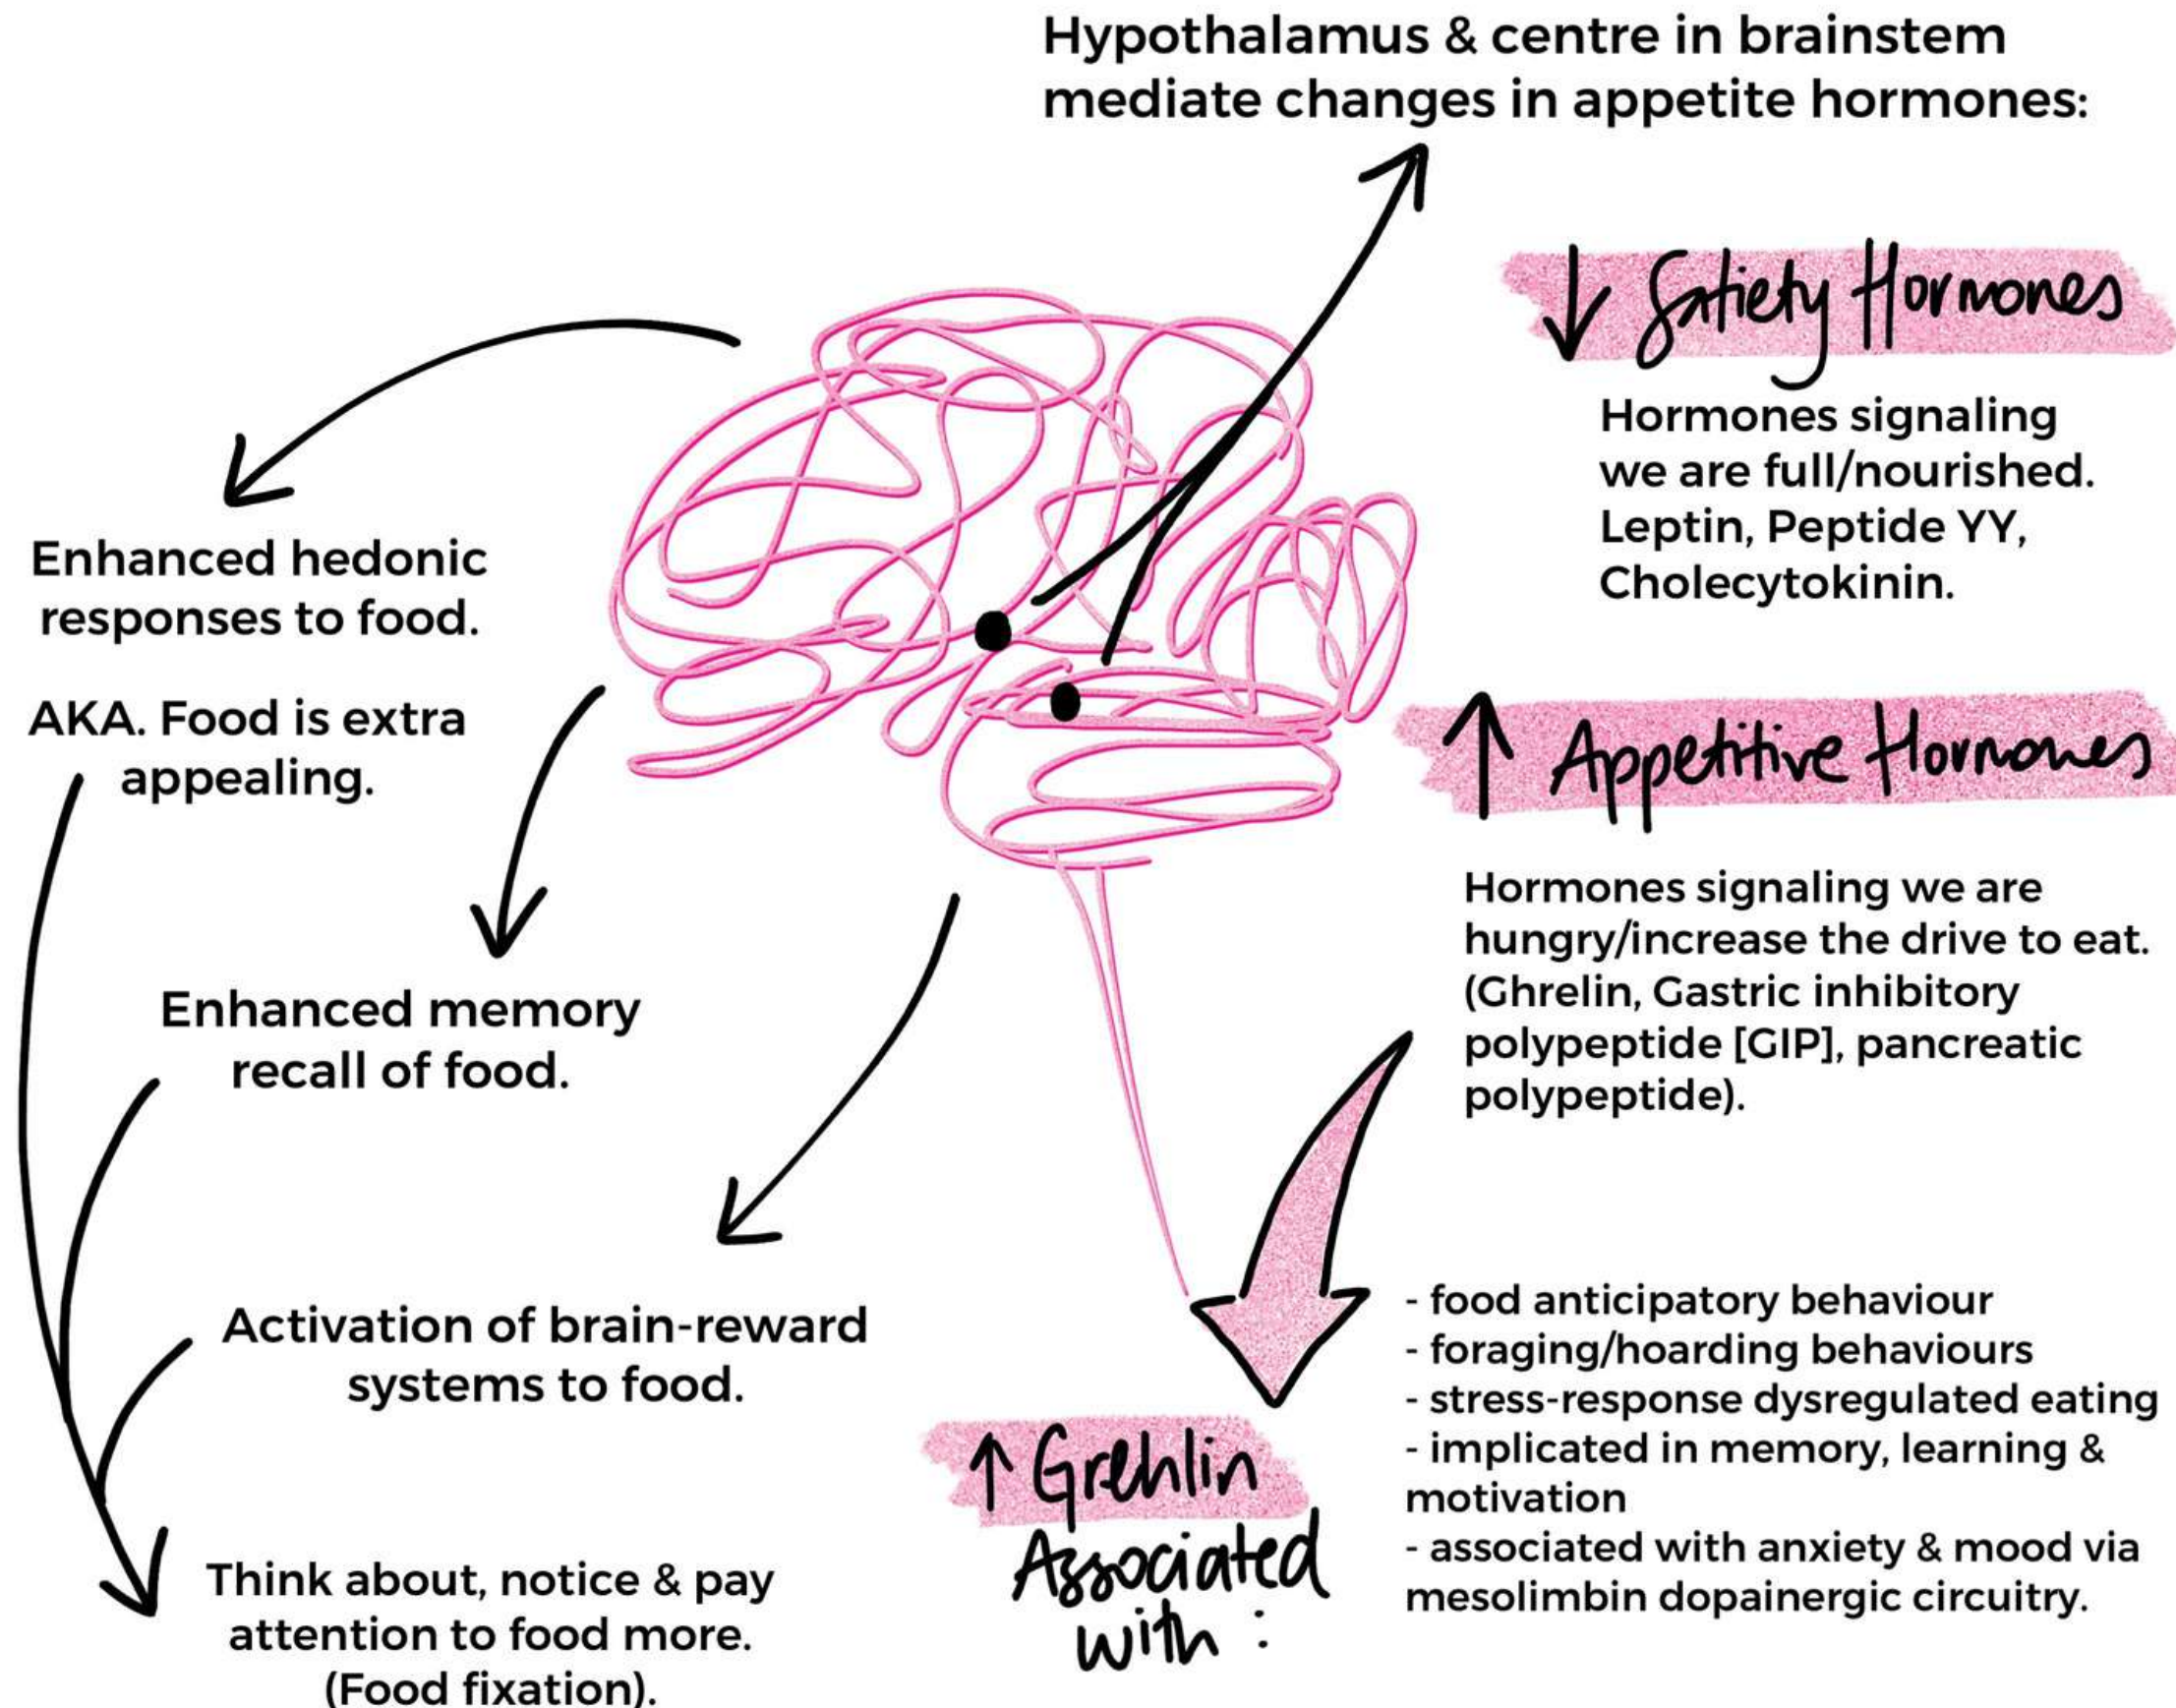 Hypothalamus & centre in brainstem
mediate changes in appetite hormones:
↓ Satiety Hormones
Hormones signaling
we are full/nourished.
Leptin, Peptide YY,
Cholecytokinin.
↑ Appetitive Hormones
Hormones signaling we are
hungry/increase the drive to eat.
(Ghrelin, Gastric inhibitory
polypeptide [GIP], pancreatic
polypeptide).
Enhanced hedonic
responses to food.
AKA. Food is extra
appealing.
Enhanced memory
recall of food.
Activation of brain-reward
systems to food.
Think about, notice & pay
attention to food more.
(Food fixation).
↑ Grehlin
Associated
with :
- food anticipatory behaviour
- foraging/hoarding behaviours
- stress-response dysregulated eating
- implicated in memory, learning &
motivation
- associated with anxiety & mood via
mesolimbin dopainergic circuitry.